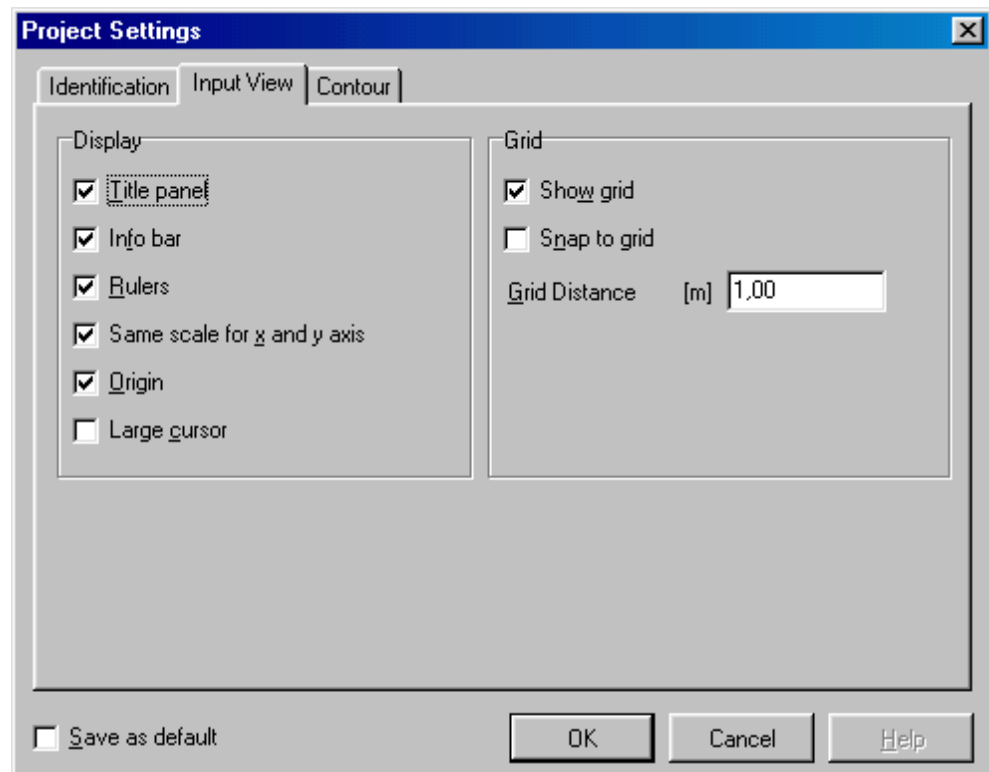 Project Settings
Identification Input View Contour
Display
Title panel
Info bar
Rulers
Same scale for x and y axis
Origin
Large cursor
Grid
Show grid
Snap to grid
Grid Distance [m] 1,00
Save as default OK Cancel Help